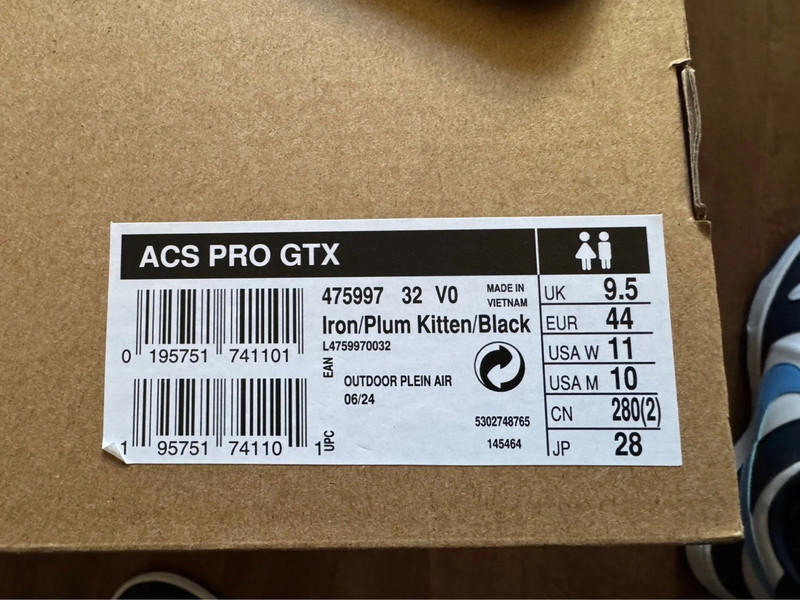 ACS PRO GTX
475997 32 V0
MADE IN
VIETNAM
Iron/Plum Kitten/Black
L4759970032
0 195751 741101
EAN
OUTDOOR PLEIN AIR
06/24
5302748765
145464
1 95751 74110 1
UPC
UK 9.5
EUR 44
USA W 11
USA M 10
CN 280(2)
JP 28